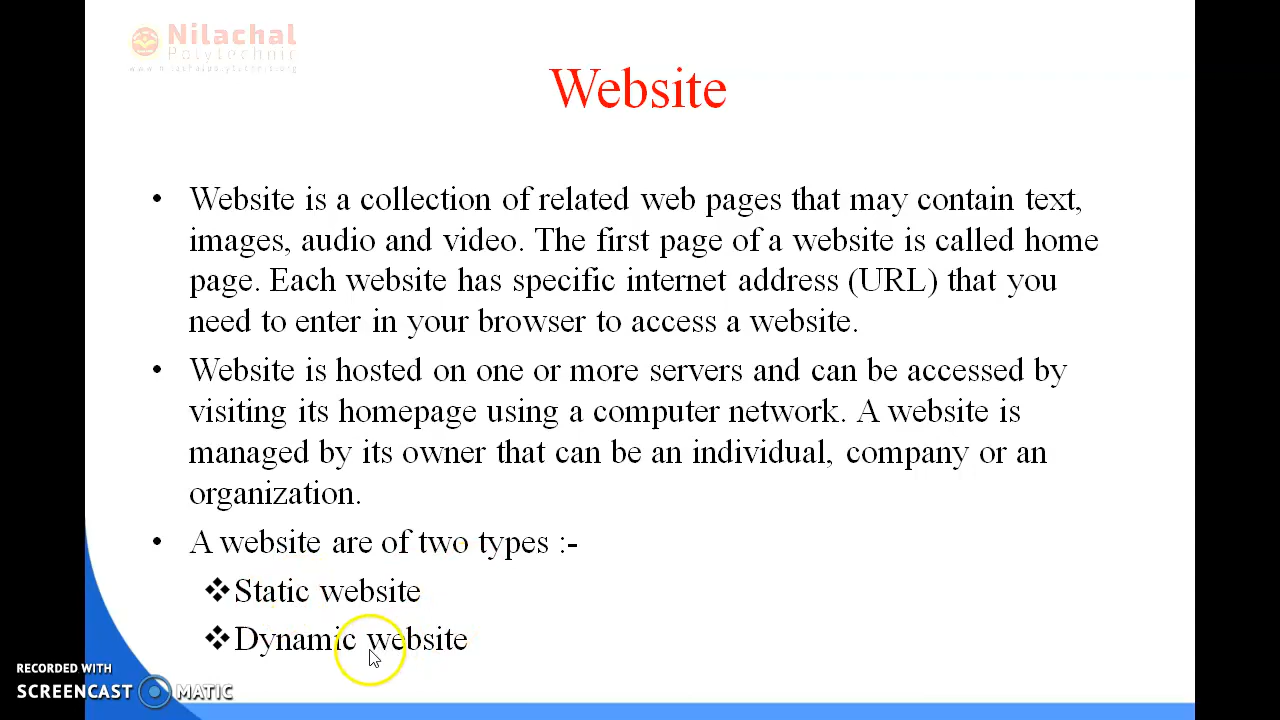 Nilachal
Polytechnic
www.nilachalpolytechnic.org
Website
• Website is a collection of related web pages that may contain text,
images, audio and video. The first page of a website is called home
page. Each website has specific internet address (URL) that you
need to enter in your browser to access a website.
• Website is hosted on one or more servers and can be accessed by
visiting its homepage using a computer network. A website is
managed by its owner that can be an individual, company or an
organization.
• A website are of two types :-
❖Static website
❖Dynamic website
RECORDED WITH
SCREENCAST MATIC